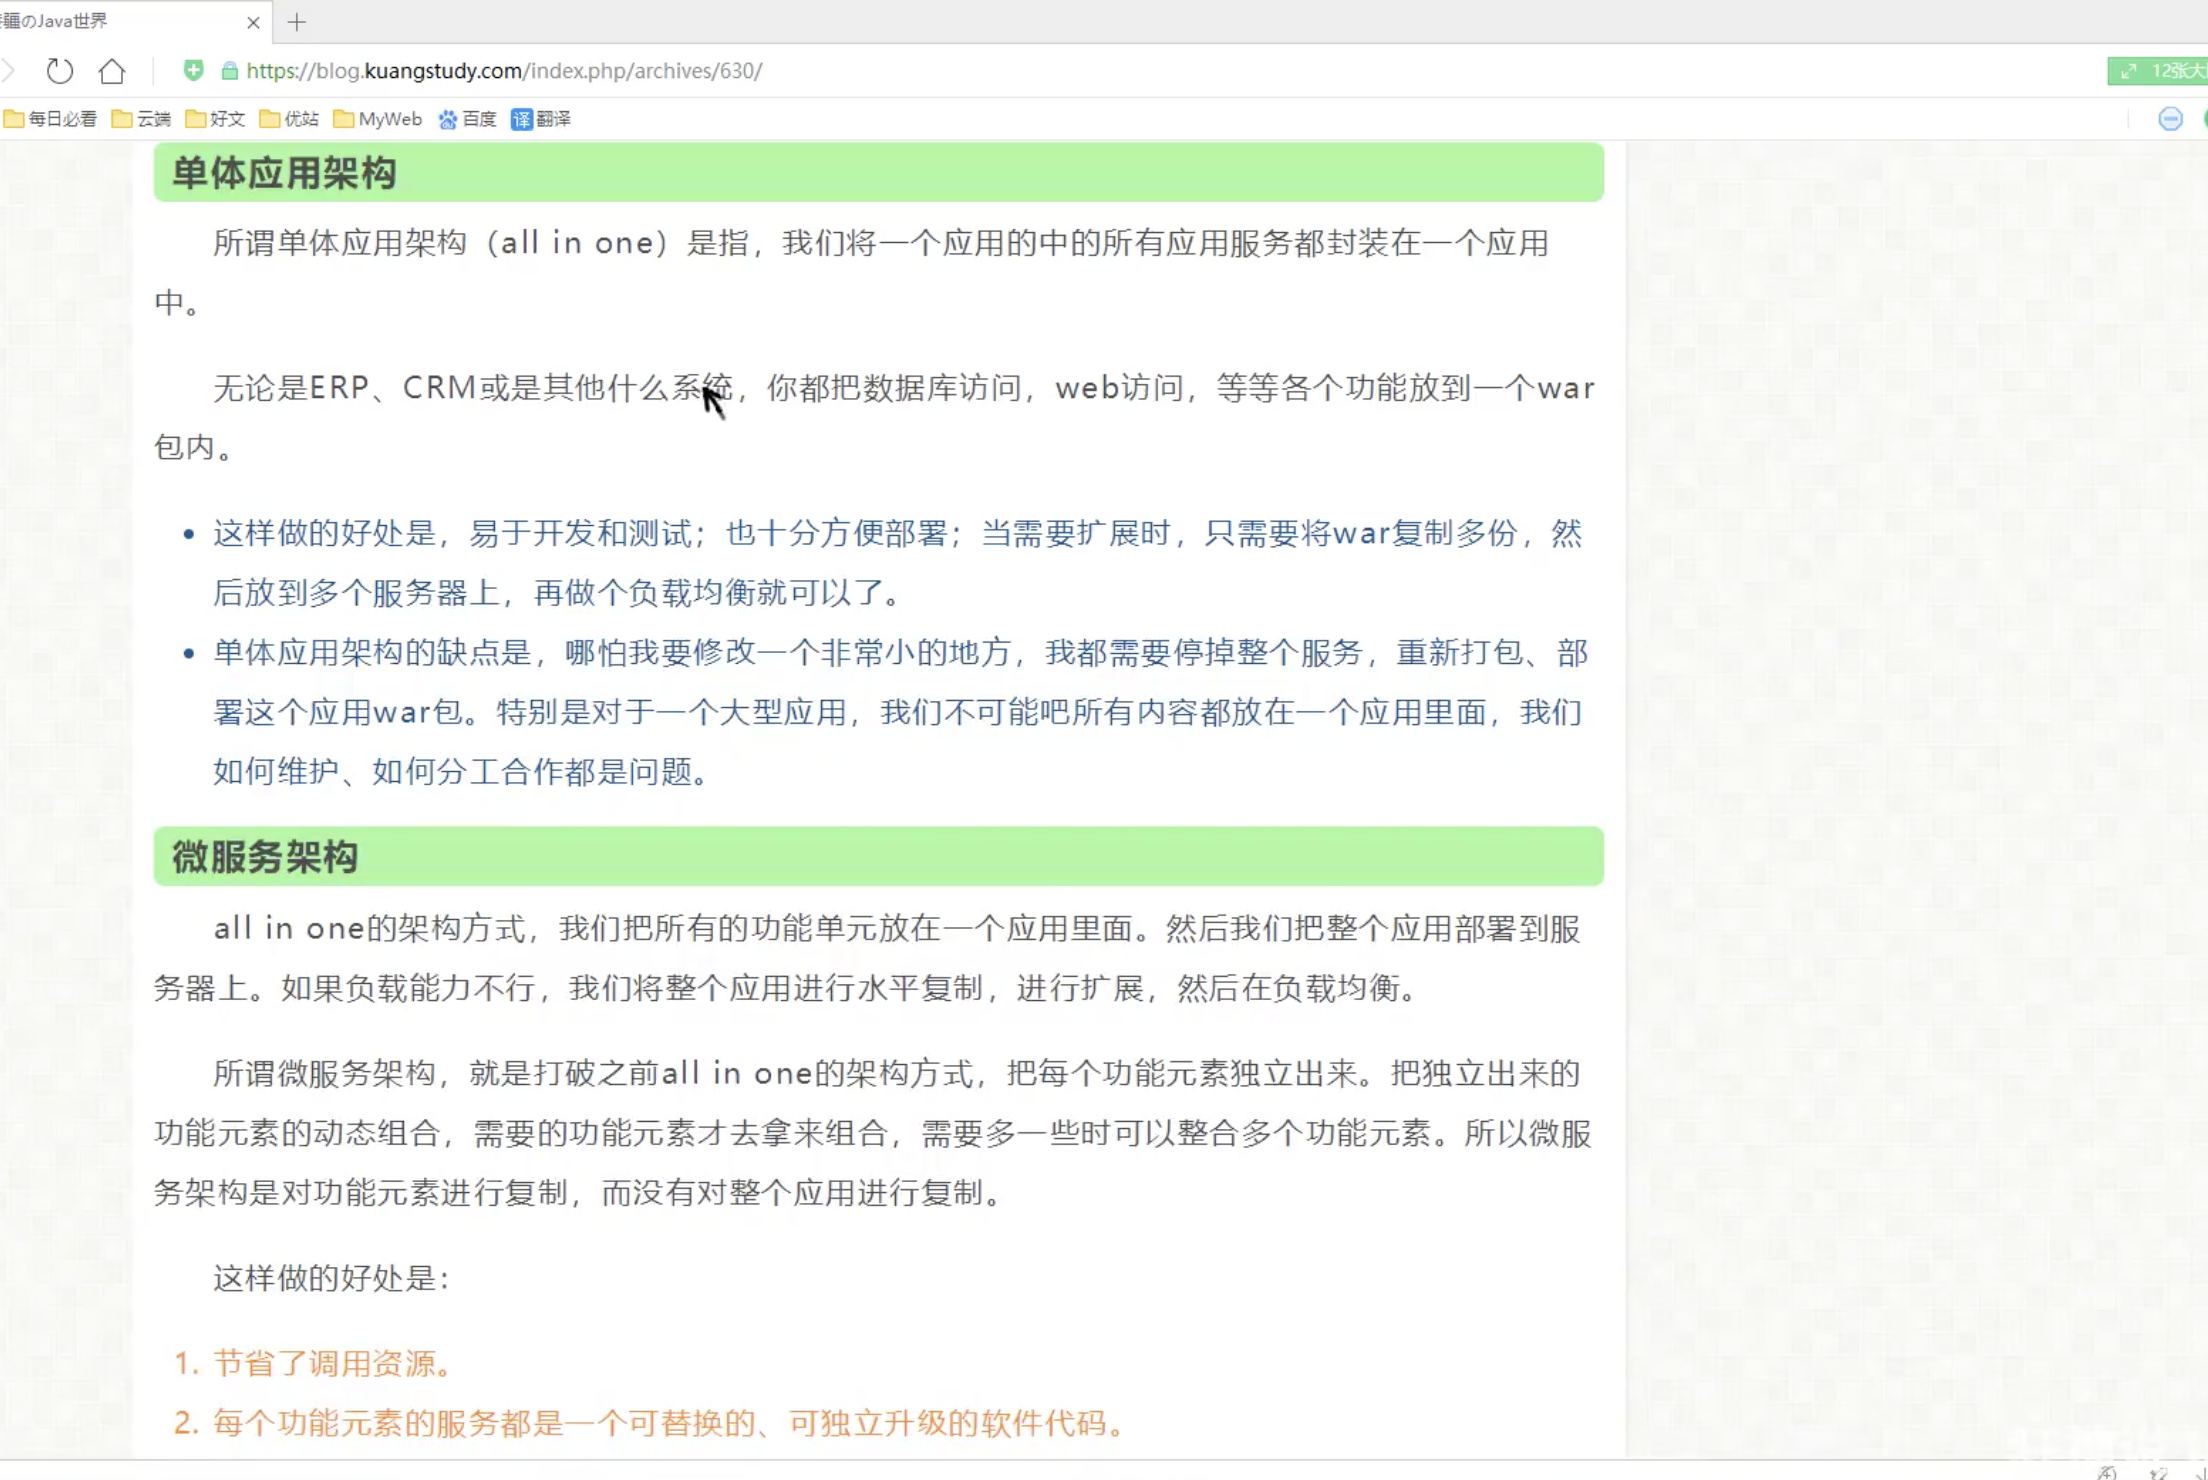 疆のJava世界
https://blog.kuangstudy.com/index.php/archives/630/
12张大
每日必看 云端 好文 优站 MyWeb 百度 译 翻译
单体应用架构
所谓单体应用架构（all in one）是指，我们将一个应用的中的所有应用服务都封装在一个应用
中。
无论是ERP、CRM或是其他什么系统，你都把数据库访问，web访问，等等各个功能放到一个war
包内。
• 这样做的好处是，易于开发和测试；也十分方便部署；当需要扩展时，只需要将war复制多份，然
后放到多个服务器上，再做个负载均衡就可以了。
• 单体应用架构的缺点是，哪怕我要修改一个非常小的地方，我都需要停掉整个服务，重新打包、部
署这个应用war包。特别是对于一个大型应用，我们不可能吧所有内容都放在一个应用里面，我们
如何维护、如何分工合作都是问题。
微服务架构
all in one的架构方式，我们把所有的功能单元放在一个应用里面。然后我们把整个应用部署到服
务器上。如果负载能力不行，我们将整个应用进行水平复制，进行扩展，然后在负载均衡。
所谓微服务架构，就是打破之前all in one的架构方式，把每个功能元素独立出来。把独立出来的
功能元素的动态组合，需要的功能元素才去拿来组合，需要多一些时可以整合多个功能元素。所以微服
务架构是对功能元素进行复制，而没有对整个应用进行复制。
这样做的好处是：
1. 节省了调用资源。
2. 每个功能元素的服务都是一个可替换的、可独立升级的软件代码。